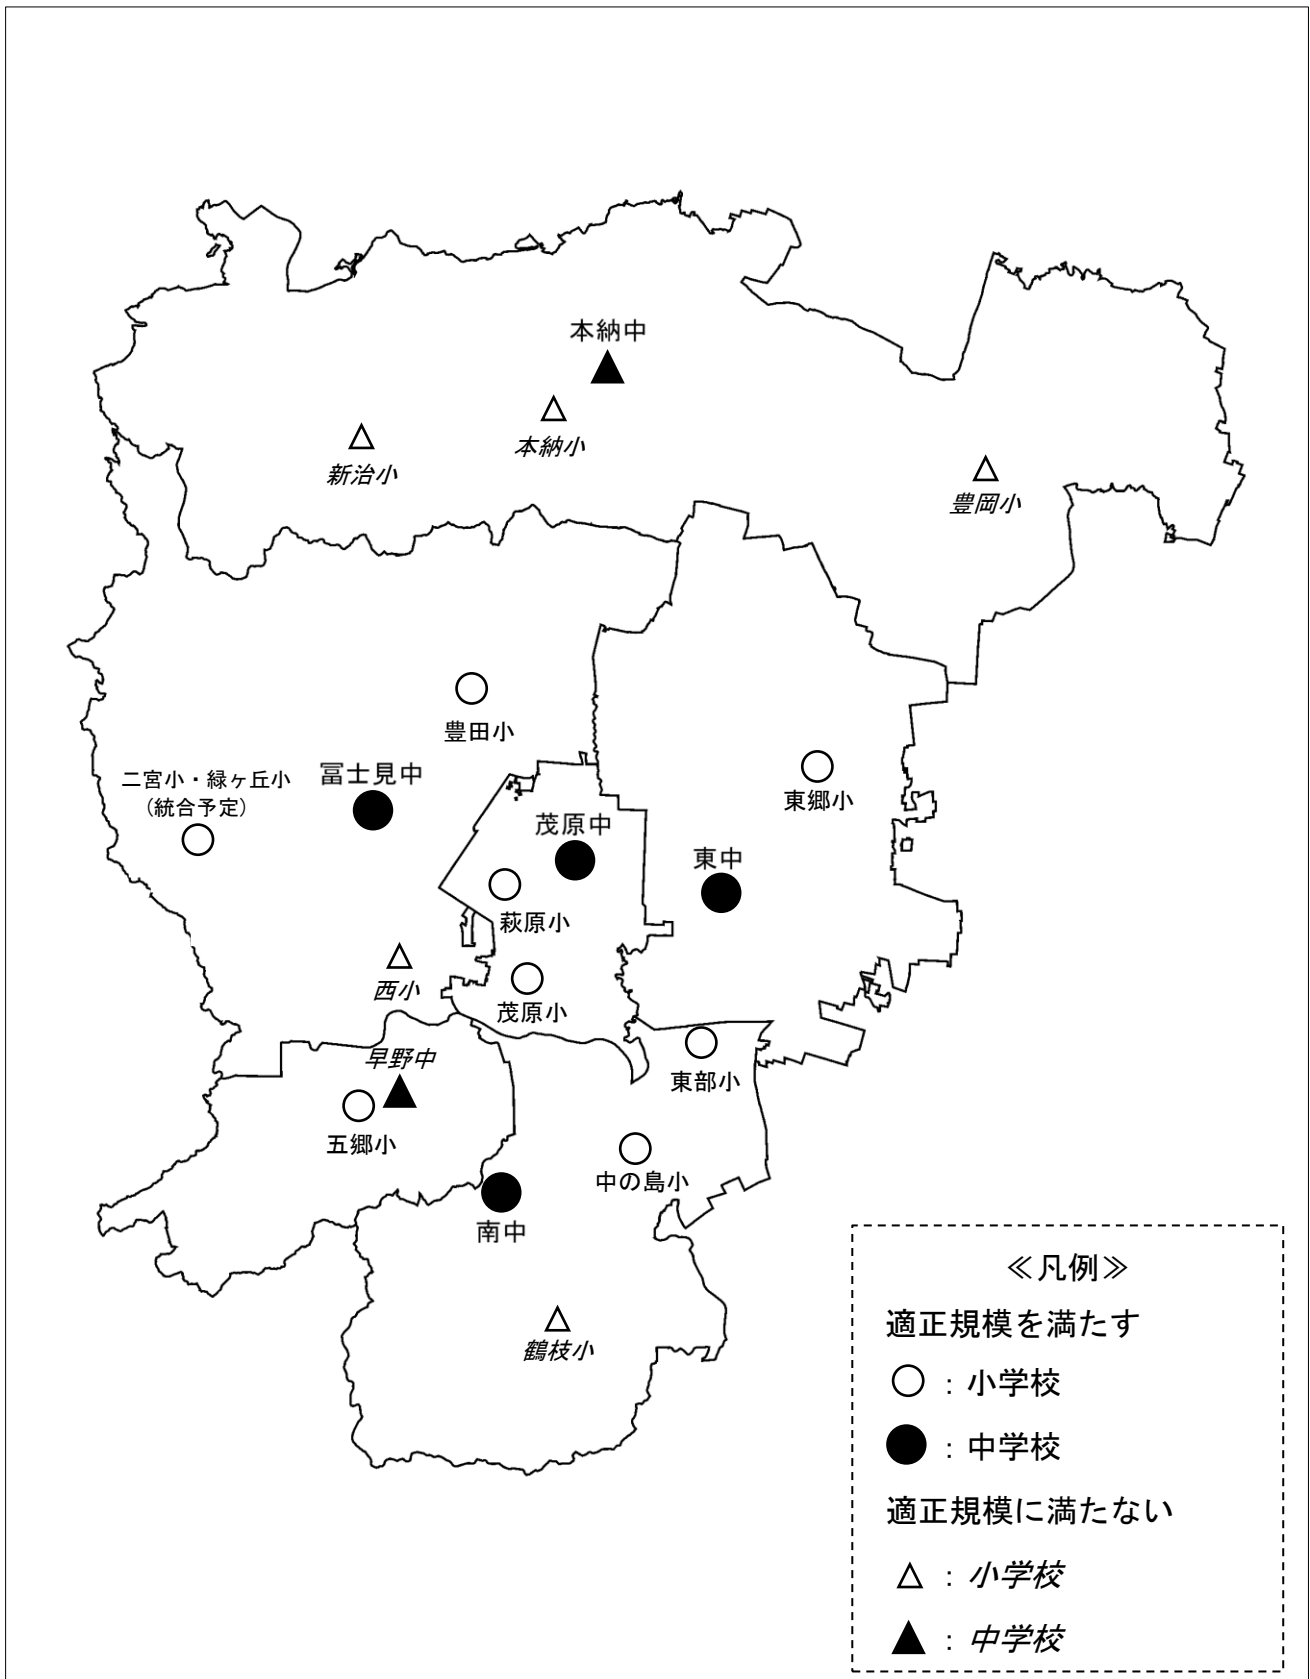 本納中
本納小
新治小
豊岡小
豊田小
二宮小・緑ヶ丘小
(統合予定)
冨士見中
東郷小
茂原中
東中
萩原小
西小
茂原小
早野中
東部小
五郷小
中の島小
南中
鶴枝小
≪凡例≫
適正規模を満たす
：小学校
：中学校
適正規模に満たない
：小学校
：中学校